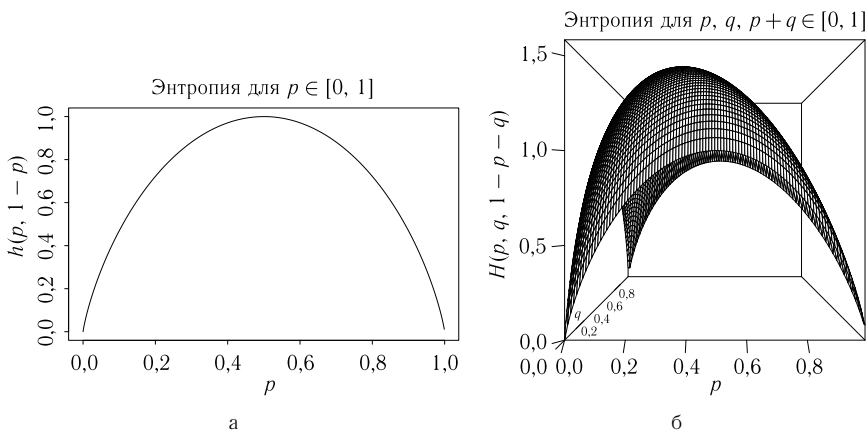 Энтропия для p ∈ [0, 1]
h(p, 1 − p)
1,0
0,8
0,6
0,4
0,2
0,0
0,0 0,2 0,4 0,6 0,8 1,0
p
а
Энтропия для p, q, p + q ∈ [0, 1]
H(p, q, 1 − p − q)
1,5
1,0
0,5
0,0
0,8
0,6
0,4
0,2
q
0,0 0,0 0,2 0,4 0,6 0,8
p
б